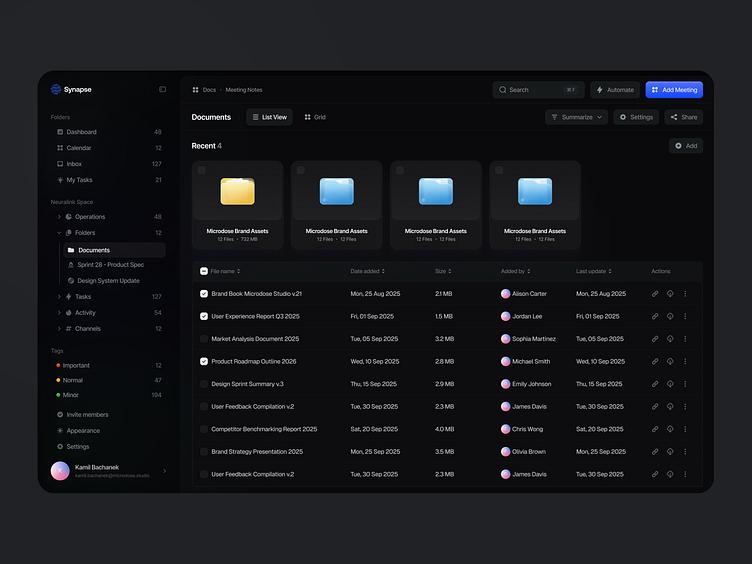 Synapse
Folders
Dashboard 48
Calendar 12
Inbox 127
My Tasks 21
Neuralink Space
Operations 48
Folders 12
Documents
Sprint 28 • Product Spec
Design System Update
Tasks 127
Activity 54
Channels 12
Tags
Important 12
Normal 47
Minor 194
Invite members
Appearance
Settings
Kamil Bachanek
kamil.bachanek@microdose.studio
Docs Meeting Notes
Search ⌘ F
Automate
Add Meeting
Documents
List View
Grid
Summarize
Settings
Share
Recent 4
Add
Microdose Brand Assets
12 Files • 732 MB
Microdose Brand Assets
12 Files • 12 Files
Microdose Brand Assets
12 Files • 12 Files
Microdose Brand Assets
12 Files • 12 Files
File name Date added Size Added by Last update Actions
Brand Book Microdose Studio v.21 Mon, 25 Aug 2025 2.1 MB Alison Carter Mon, 25 Aug 2025
User Experience Report Q3 2025 Fri, 01 Sep 2025 1.5 MB Jordan Lee Fri, 01 Sep 2025
Market Analysis Document 2025 Tue, 05 Sep 2025 3.2 MB Sophia Martinez Tue, 05 Sep 2025
Product Roadmap Outline 2026 Wed, 10 Sep 2025 2.8 MB Michael Smith Wed, 10 Sep 2025
Design Sprint Summary v.3 Thu, 15 Sep 2025 2.9 MB Emily Johnson Thu, 15 Sep 2025
User Feedback Compilation v.2 Tue, 30 Sep 2025 2.3 MB James Davis Tue, 30 Sep 2025
Competitor Benchmarking Report 2025 Sat, 20 Sep 2025 4.0 MB Chris Wong Sat, 20 Sep 2025
Brand Strategy Presentation 2025 Mon, 25 Sep 2025 3.5 MB Olivia Brown Mon, 25 Sep 2025
User Feedback Compilation v.2 Tue, 30 Sep 2025 2.3 MB James Davis Tue, 30 Sep 2025